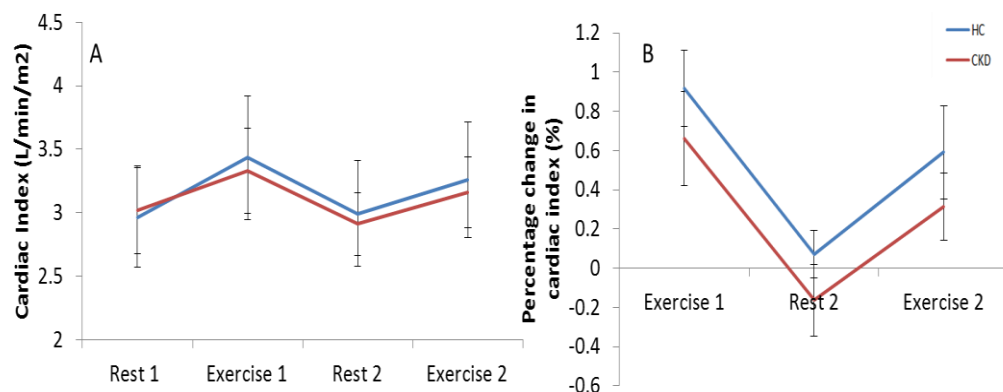 A
Cardiac Index (L/min/m2)
4.5
4
3.5
3
2.5
2
Rest 1 Exercise 1 Rest 2 Exercise 2
B
Percentage change in
cardiac index (%)
1.2
1
0.8
0.6
0.4
0.2
0
-0.2
-0.4
-0.6
Exercise 1 Rest 2 Exercise 2
HC
CKD